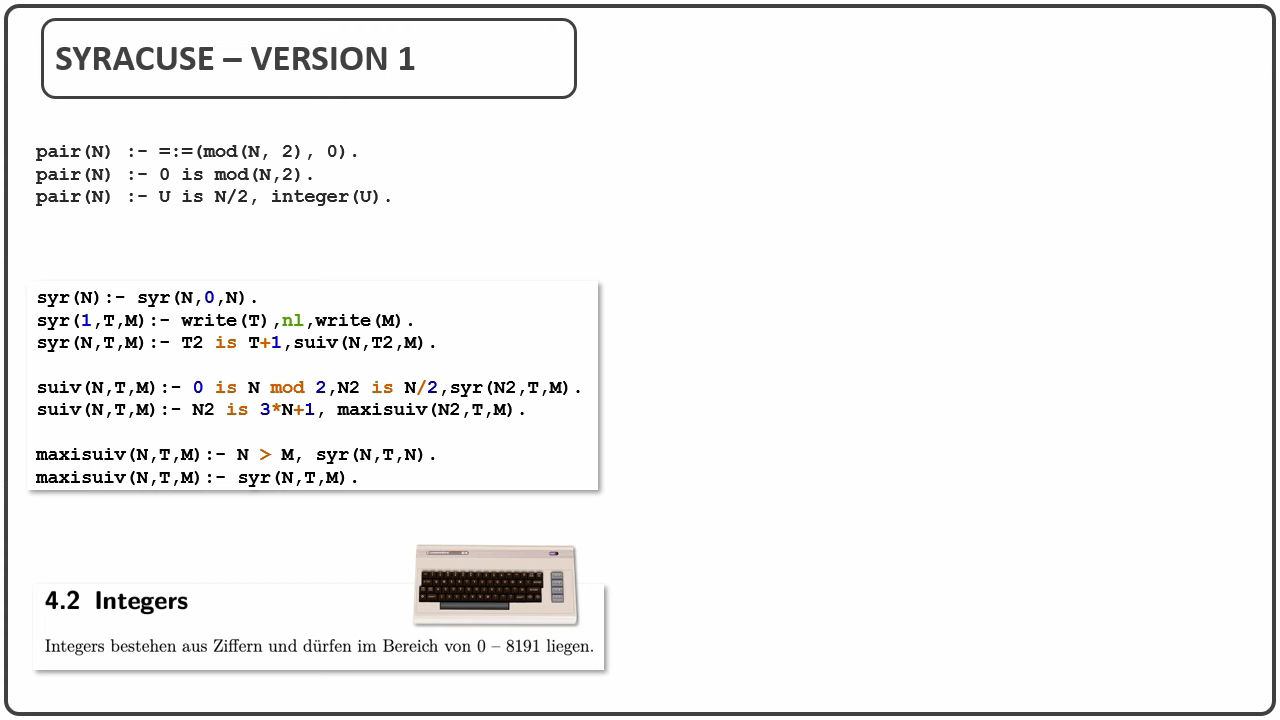 SYRACUSE – VERSION 1
pair(N) :- =:=(mod(N, 2), 0).
pair(N) :- 0 is mod(N,2).
pair(N) :- U is N/2, integer(U).
syr(N):- syr(N,0,N).
syr(1,T,M):- write(T),nl,write(M).
syr(N,T,M):- T2 is T+1,suiv(N,T2,M).
suiv(N,T,M):- 0 is N mod 2,N2 is N/2,syr(N2,T,M).
suiv(N,T,M):- N2 is 3*N+1, maxisuiv(N2,T,M).
maxisuiv(N,T,M):- N > M, syr(N,T,N).
maxisuiv(N,T,M):- syr(N,T,M).
4.2 Integers
Integers bestehen aus Ziffern und dürfen im Bereich von 0 – 8191 liegen.